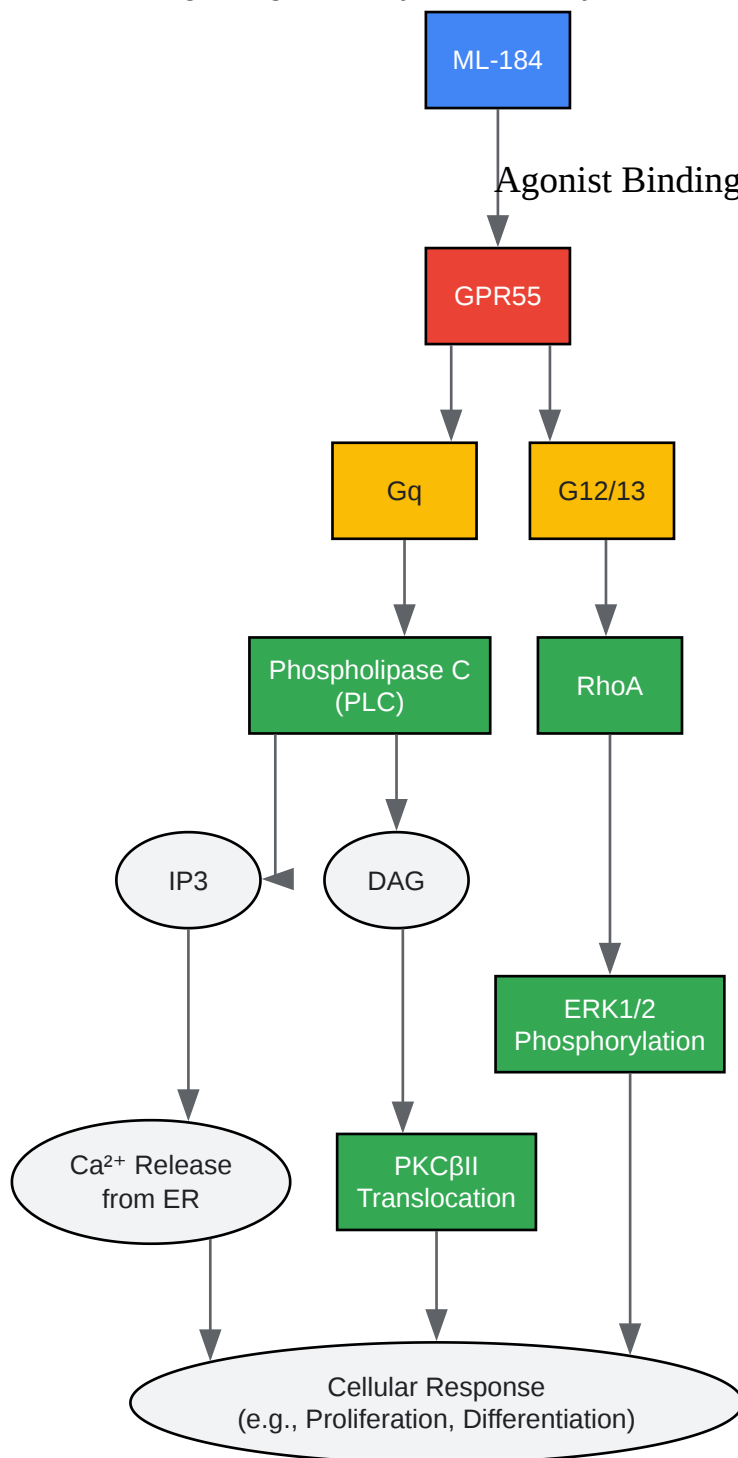 ML-184
Agonist Binding
GPR55
Gq
G12/13
Phospholipase C
(PLC)
RhoA
IP3
DAG
ERK1/2
Phosphorylation
Ca²⁺ Release
from ER
PKCβII
Translocation
Cellular Response
(e.g., Proliferation, Differentiation)